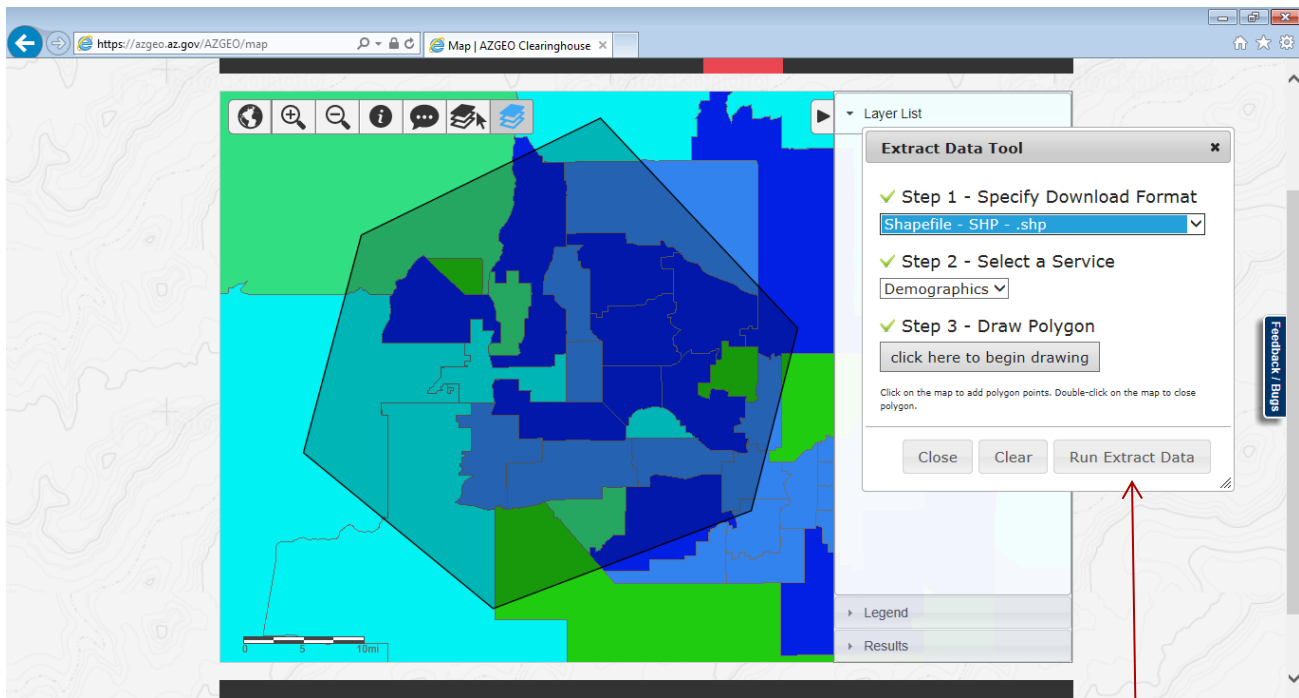 https://azgeo.az.gov/AZGEO/map
Map | AZGEO Clearinghouse
Layer List
Extract Data Tool
Step 1 - Specify Download Format
Shapefile - SHP - .shp
Step 2 - Select a Service
Demographics
Step 3 - Draw Polygon
click here to begin drawing
Click on the map to add polygon points. Double-click on the map to close
polygon.
Close
Clear
Run Extract Data
Feedback / Bugs
Legend
Results
0 5 10mi